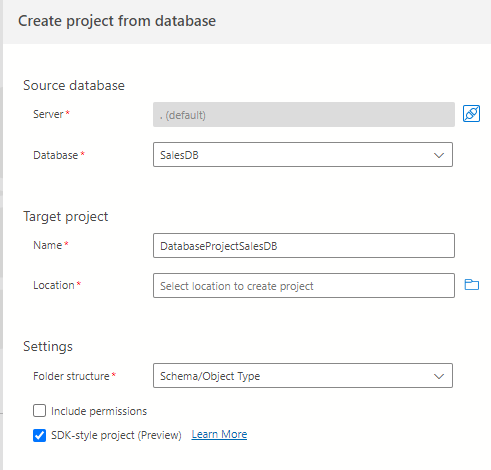 Create project from database
Source database
Server* . (default)
Database* SalesDB
Target project
Name* DatabaseProjectSalesDB
Location* Select location to create project
Settings
Folder structure* Schema/Object Type
Include permissions
SDK-style project (Preview) Learn More